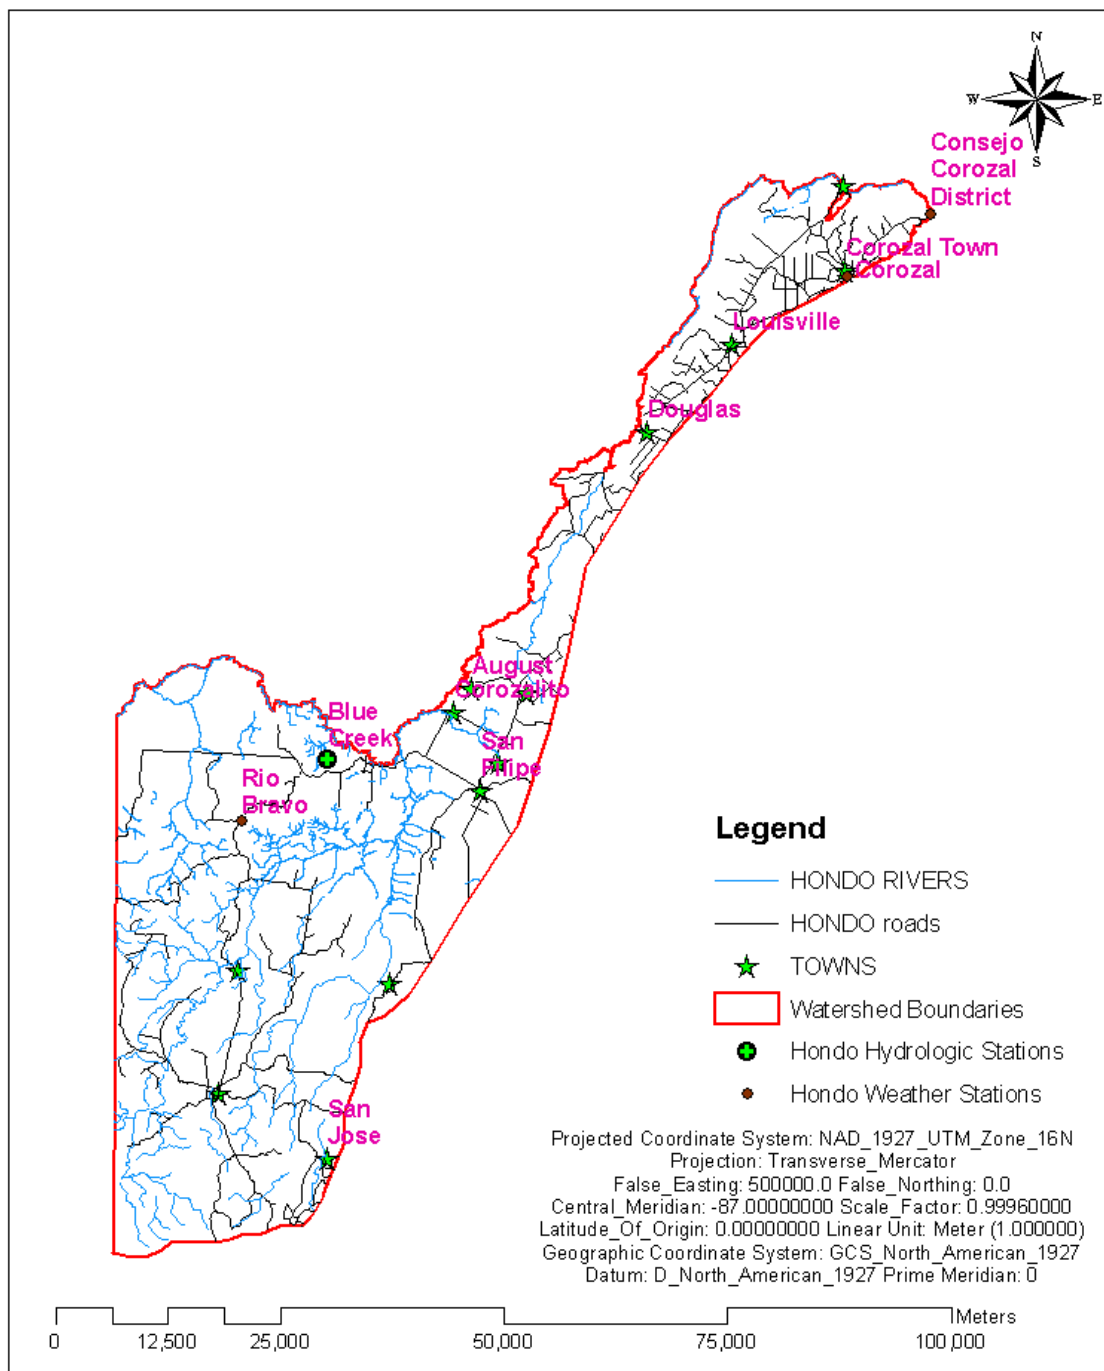 N
W
E
S
Consejo
Corozal
District
Corozal Town
Corozal
Louisville
Douglas
August
Corozalito
Blue
Creek
San
Filipe
Rio
Bravo
San
Jose
Legend
HONDO RIVERS
HONDO roads
TOWNS
Watershed Boundaries
Hondo Hydrologic Stations
Hondo Weather Stations
Projected Coordinate System: NAD_1927_UTM_Zone_16N
Projection: Transverse_Mercator
False_Easting: 500000.0 False_Northing: 0.0
Central_Meridian: -87.00000000 Scale_Factor: 0.99960000
Latitude_Of_Origin: 0.00000000 Linear Unit: Meter (1.000000)
Geographic Coordinate System: GCS_North_American_1927
Datum: D_North_American_1927 Prime Meridian: 0
Meters
0 12,500 25,000 50,000 75,000 100,000